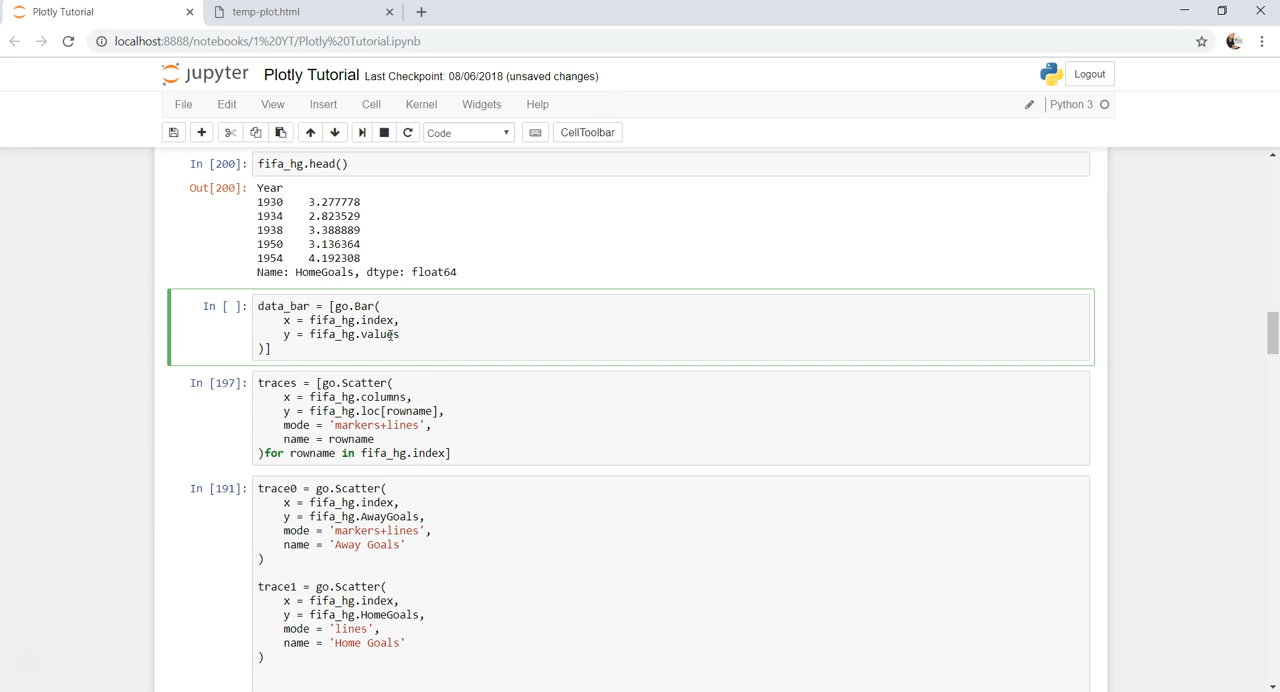 Plotly Tutorial
temp-plot.html
localhost:8888/notebooks/1%20YT/Plotly%20Tutorial.ipynb
jupyter Plotly Tutorial Last Checkpoint: 08/06/2018 (unsaved changes)
Logout
File Edit View Insert Cell Kernel Widgets Help
Python 3
Code
CellToolbar
In [200]: fifa_hg.head()
Out[200]: Year
1930 3.277778
1934 2.823529
1938 3.388889
1950 3.136364
1954 4.192308
Name: HomeGoals, dtype: float64
In [ ]: data_bar = [go.Bar(
x = fifa_hg.index,
y = fifa_hg.values
)]
In [197]: traces = [go.Scatter(
x = fifa_hg.columns,
y = fifa_hg.loc[rowname],
mode = 'markers+lines',
name = rowname
)for rowname in fifa_hg.index]
In [191]: trace0 = go.Scatter(
x = fifa_hg.index,
y = fifa_hg.AwayGoals,
mode = 'markers+lines',
name = 'Away Goals'
)
trace1 = go.Scatter(
x = fifa_hg.index,
y = fifa_hg.HomeGoals,
mode = 'lines',
name = 'Home Goals'
)